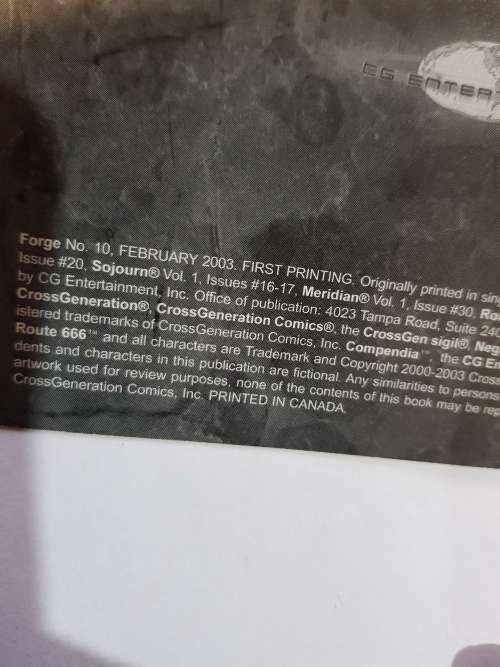 CG ENTER
Forge No. 10, FEBRUARY 2003. FIRST PRINTING. Originally printed in sin
Issue #20, Sojourn® Vol. 1, Issues #16-17, Meridian® Vol. 1, Issue #30, Rou
by CG Entertainment, Inc. Office of publication: 4023 Tampa Road, Suite 24
CrossGeneration®, CrossGeneration Comics®, the CrossGen sigil®, Neg
istered trademarks of CrossGeneration Comics, Inc. Compendia™, the CG En
Route 666™ and all characters are Trademark and Copyright 2000-2003 Cross
dents and characters in this publication are fictional. Any similarities to persons
artwork used for review purposes, none of the contents of this book may be rep
CrossGeneration Comics, Inc. PRINTED IN CANADA.